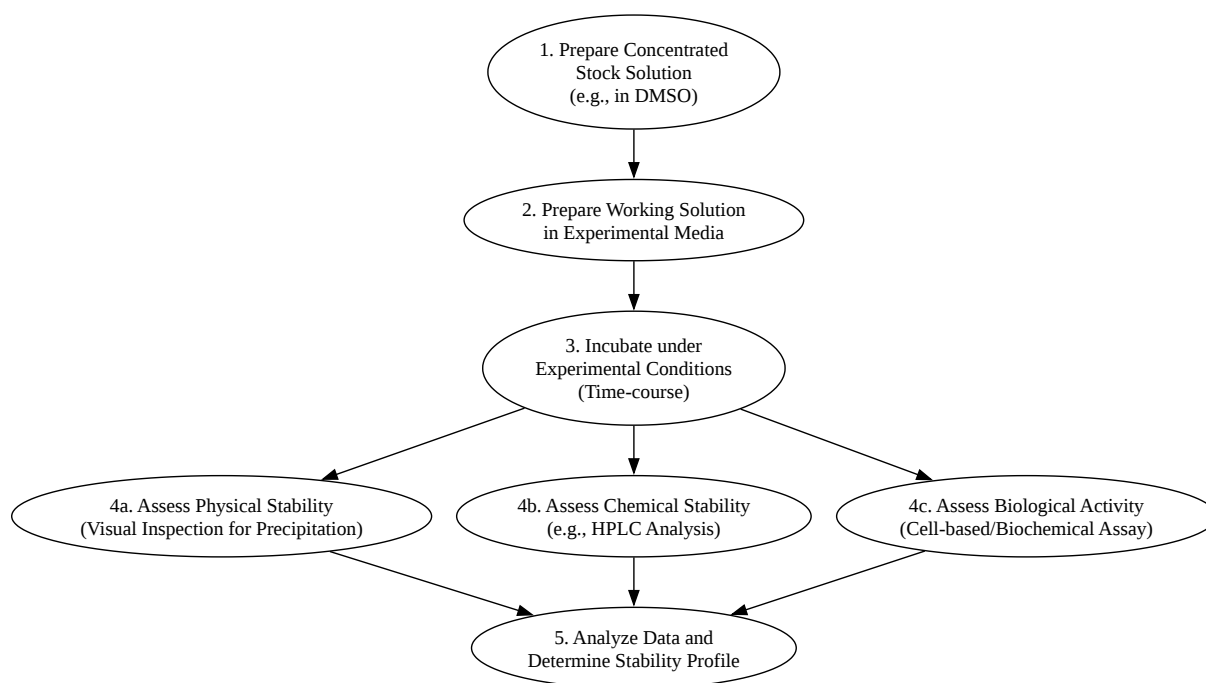 1. Prepare Concentrated
Stock Solution
(e.g., in DMSO)
2. Prepare Working Solution
in Experimental Media
3. Incubate under
Experimental Conditions
(Time-course)
4a. Assess Physical Stability
(Visual Inspection for Precipitation)
4b. Assess Chemical Stability
(e.g., HPLC Analysis)
4c. Assess Biological Activity
(Cell-based/Biochemical Assay)
5. Analyze Data and
Determine Stability Profile